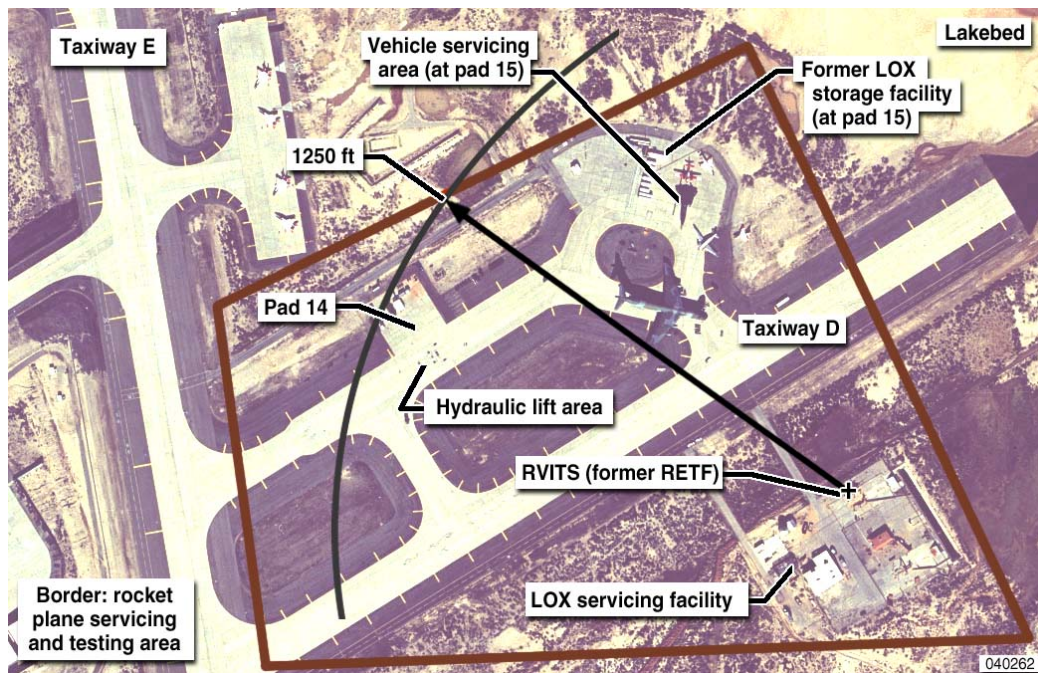 Taxiway E
Vehicle servicing
area (at pad 15)
Lakebed
Former LOX
storage facility
(at pad 15)
1250 ft
Pad 14
Taxiway D
Hydraulic lift area
RVITS (former RETF)
LOX servicing facility
Border: rocket
plane servicing
and testing area
040262